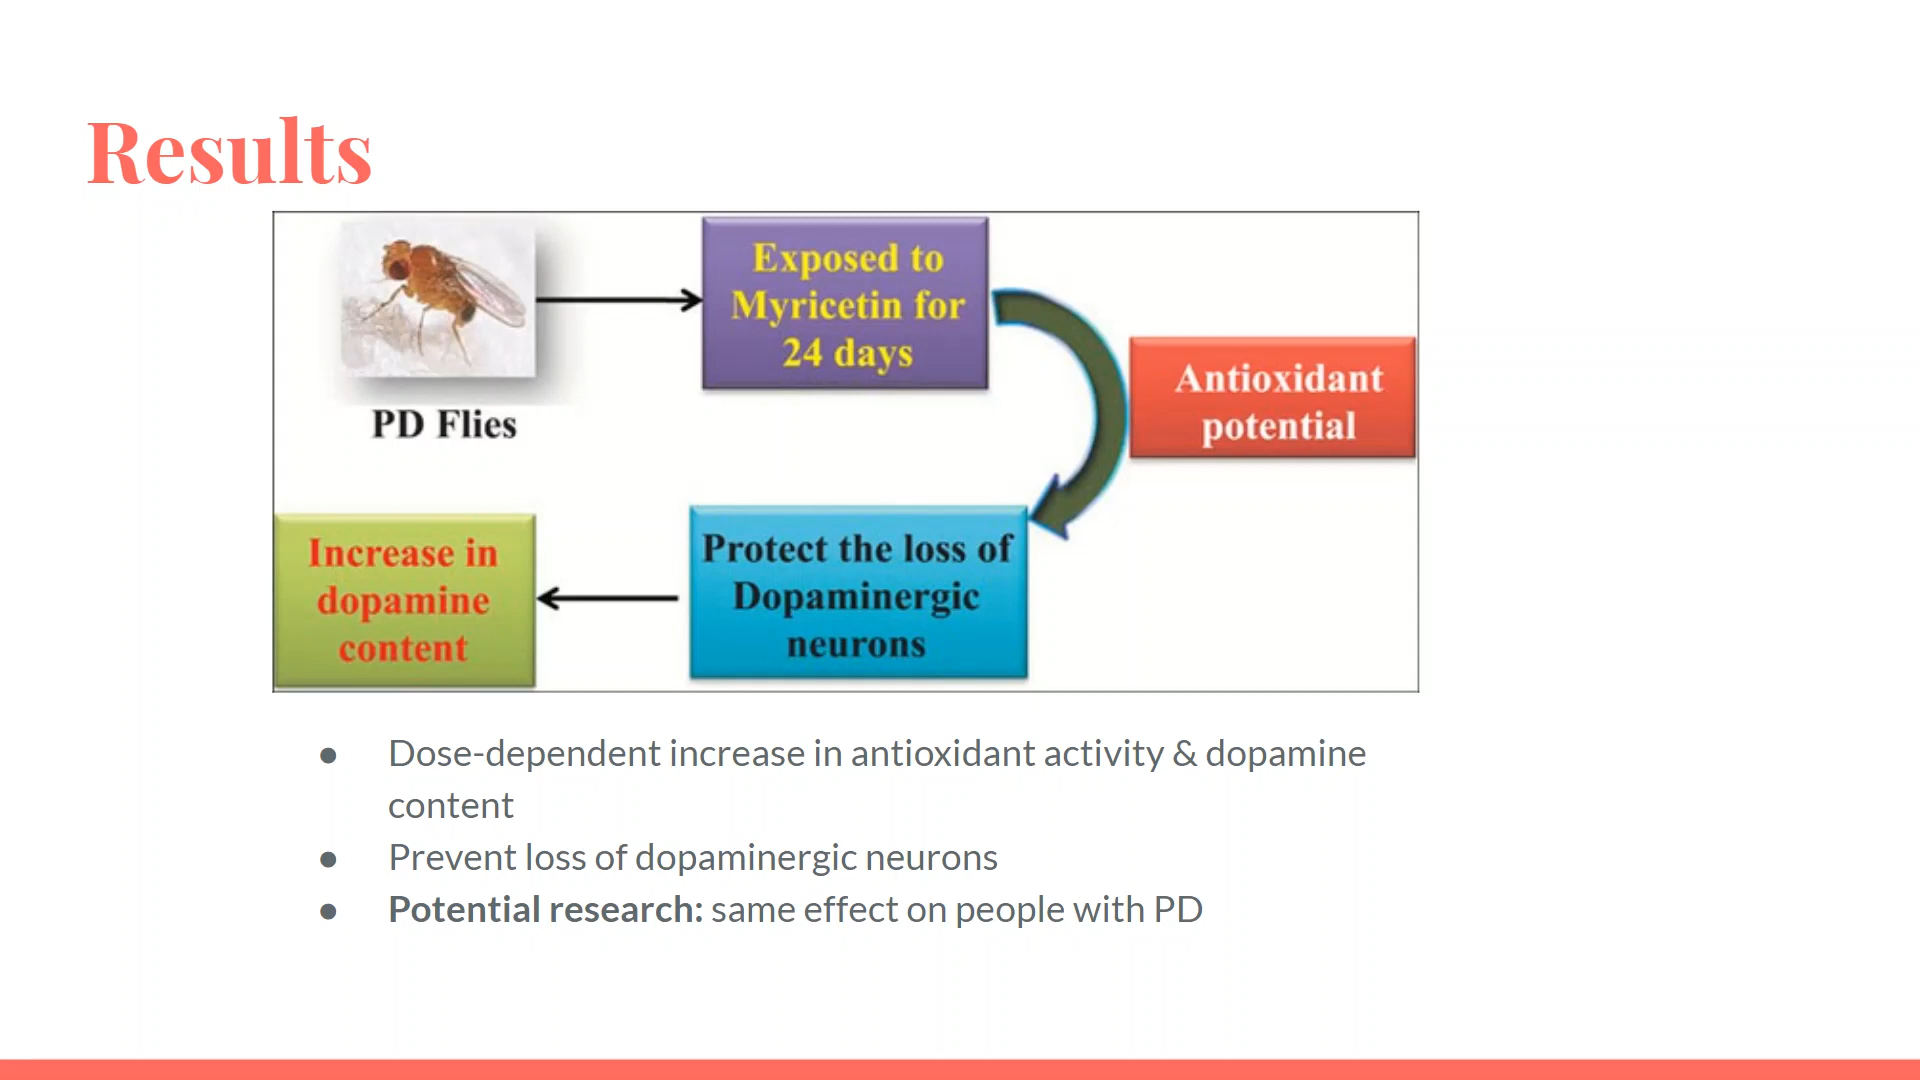 Results
Exposed to
Myricetin for
24 days
PD Flies
Antioxidant
potential
Protect the loss of
Dopaminergic
neurons
Increase in
dopamine
content
● Dose-dependent increase in antioxidant activity & dopamine
content
● Prevent loss of dopaminergic neurons
● Potential research: same effect on people with PD